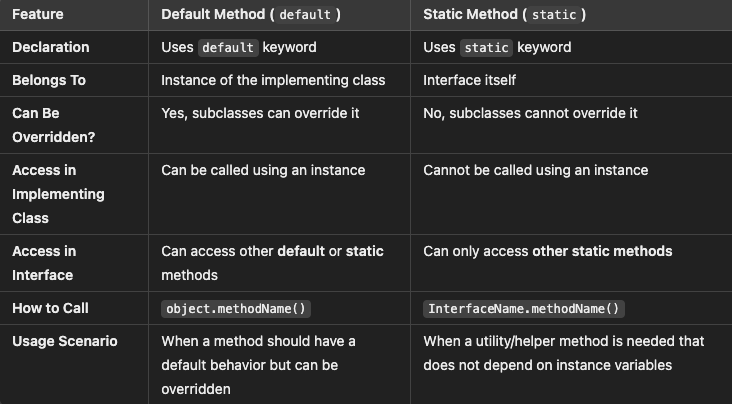 Feature Default Method ( default ) Static Method ( static )
Declaration Uses default keyword Uses static keyword
Belongs To Instance of the implementing class Interface itself
Can Be Yes, subclasses can override it No, subclasses cannot override it
Overridden?
Access in Can be called using an instance Cannot be called using an instance
Implementing
Class
Access in Can access other default or static Can only access other static methods
Interface methods
How to Call object.methodName() InterfaceName.methodName()
Usage Scenario When a method should have a When a utility/helper method is needed that
default behavior but can be does not depend on instance variables
overridden